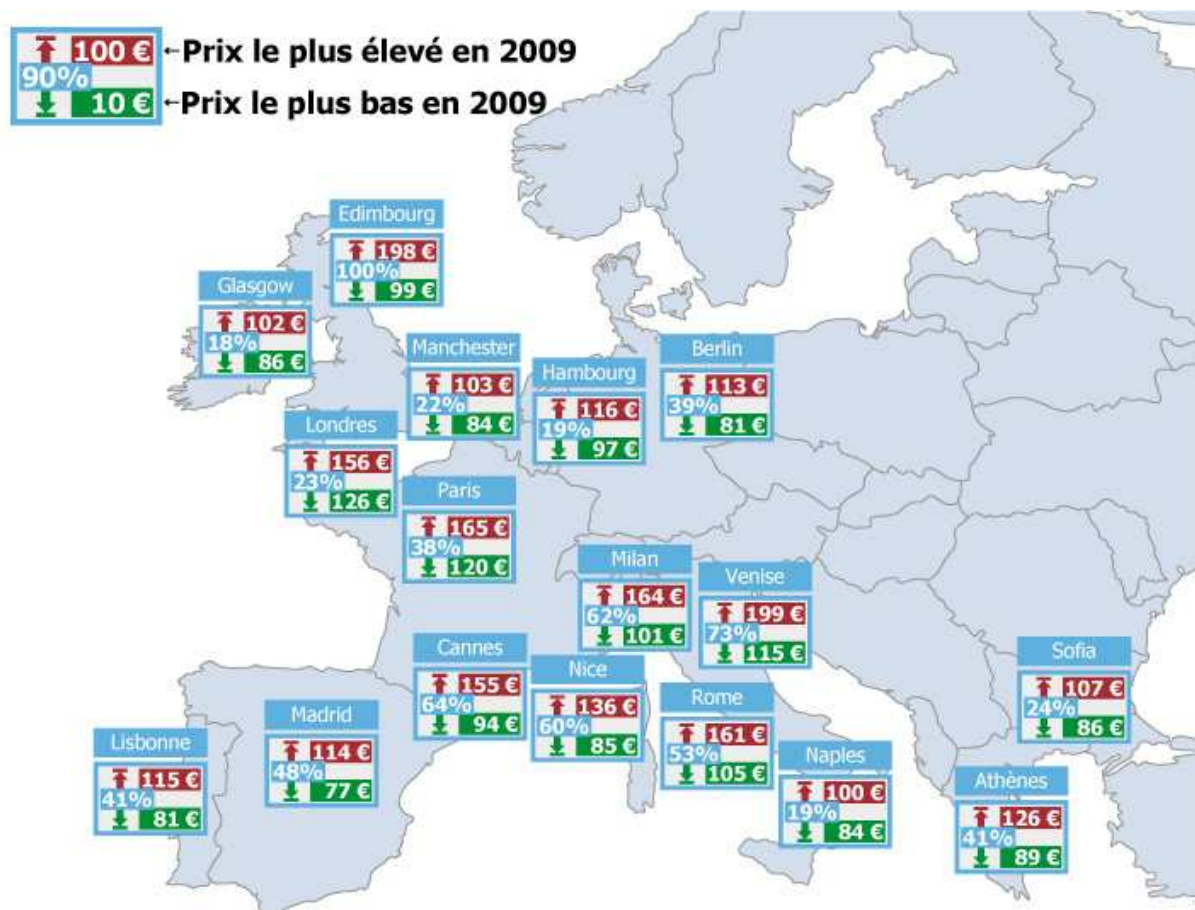 100 €
←Prix le plus élevé en 2009
90%
10 €
←Prix le plus bas en 2009
Edimbourg
198 €
100%
99 €
Glasgow
102 €
18%
86 €
Manchester
103 €
22%
84 €
Hambourg
116 €
19%
97 €
Berlin
113 €
39%
81 €
Londres
156 €
23%
126 €
Paris
165 €
38%
120 €
Milan
164 €
62%
101 €
Venise
199 €
73%
115 €
Cannes
155 €
64%
94 €
Nice
136 €
60%
85 €
Rome
161 €
53%
105 €
Sofia
107 €
24%
86 €
Madrid
114 €
48%
77 €
Lisbonne
115 €
41%
81 €
Naples
100 €
19%
84 €
Athènes
126 €
41%
89 €